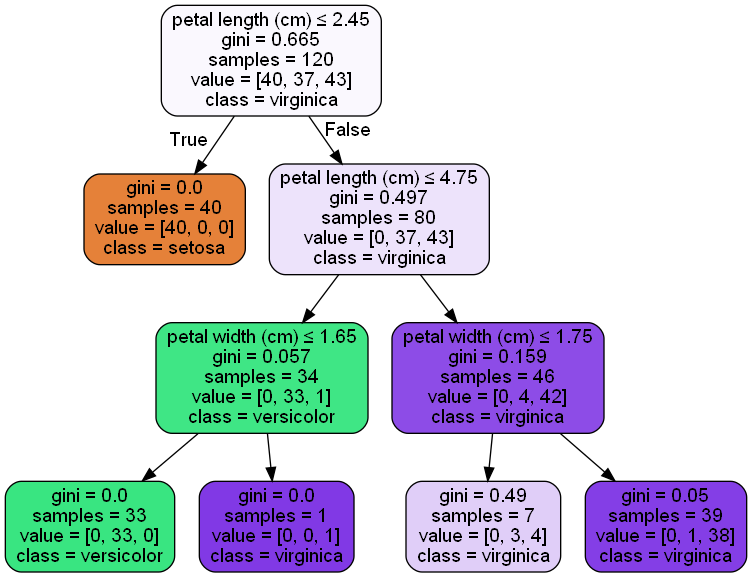 petal length (cm) ≤ 2.45
gini = 0.665
samples = 120
value = [40, 37, 43]
class = virginica
True
False
gini = 0.0
samples = 40
value = [40, 0, 0]
class = setosa
petal length (cm) ≤ 4.75
gini = 0.497
samples = 80
value = [0, 37, 43]
class = virginica
petal width (cm) ≤ 1.65
gini = 0.057
samples = 34
value = [0, 33, 1]
class = versicolor
petal width (cm) ≤ 1.75
gini = 0.159
samples = 46
value = [0, 4, 42]
class = virginica
gini = 0.0
samples = 33
value = [0, 33, 0]
class = versicolor
gini = 0.0
samples = 1
value = [0, 0, 1]
class = virginica
gini = 0.49
samples = 7
value = [0, 3, 4]
class = virginica
gini = 0.05
samples = 39
value = [0, 1, 38]
class = virginica